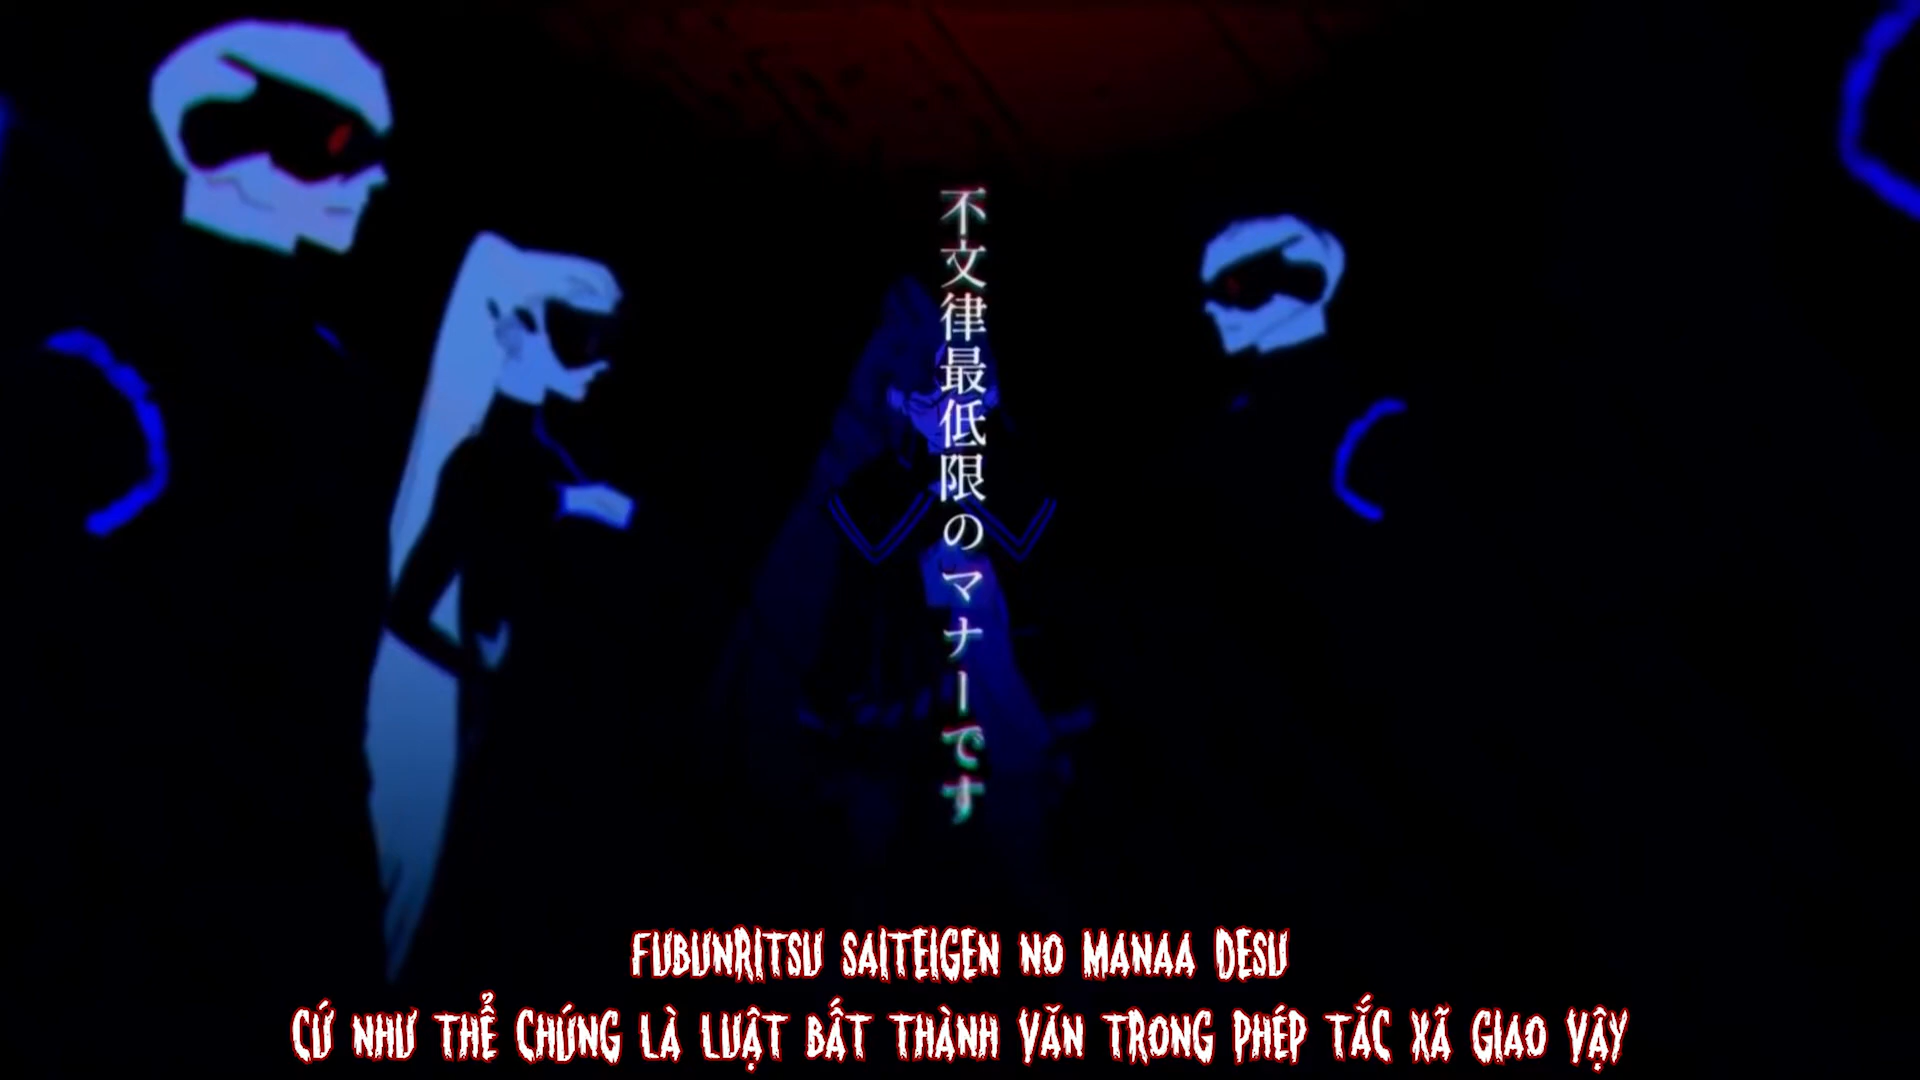 不文律最低限のマナーです
FUBUNRITSU SAITEIGEN NO MANAA DESU
CỨ NHƯ THỂ CHÚNG LÀ LUẬT BẤT THÀNH VĂN TRONG PHÉP TẮC XÃ GIAO VẬY